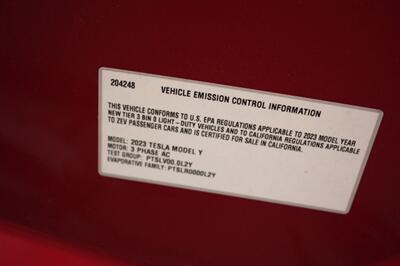 204248 VEHICLE EMISSION CONTROL INFORMATION
THIS VEHICLE CONFORMS TO U.S. EPA REGULATIONS APPLICABLE TO 2023 MODEL YEAR
NEW TIER 3 BIN 0 LIGHT-DUTY VEHICLES AND TO CALIFORNIA REGULATIONS APPLICABLE
TO ZEV PASSENGER CARS AND IS CERTIFIED FOR SALE IN CALIFORNIA.
MODEL: 2023 TESLA MODEL Y
MOTOR: 3 PHASE AC
TEST GROUP: PTSLV00.0L2Y
EVAPORATIVE FAMILY: PTSLR0000L2Y